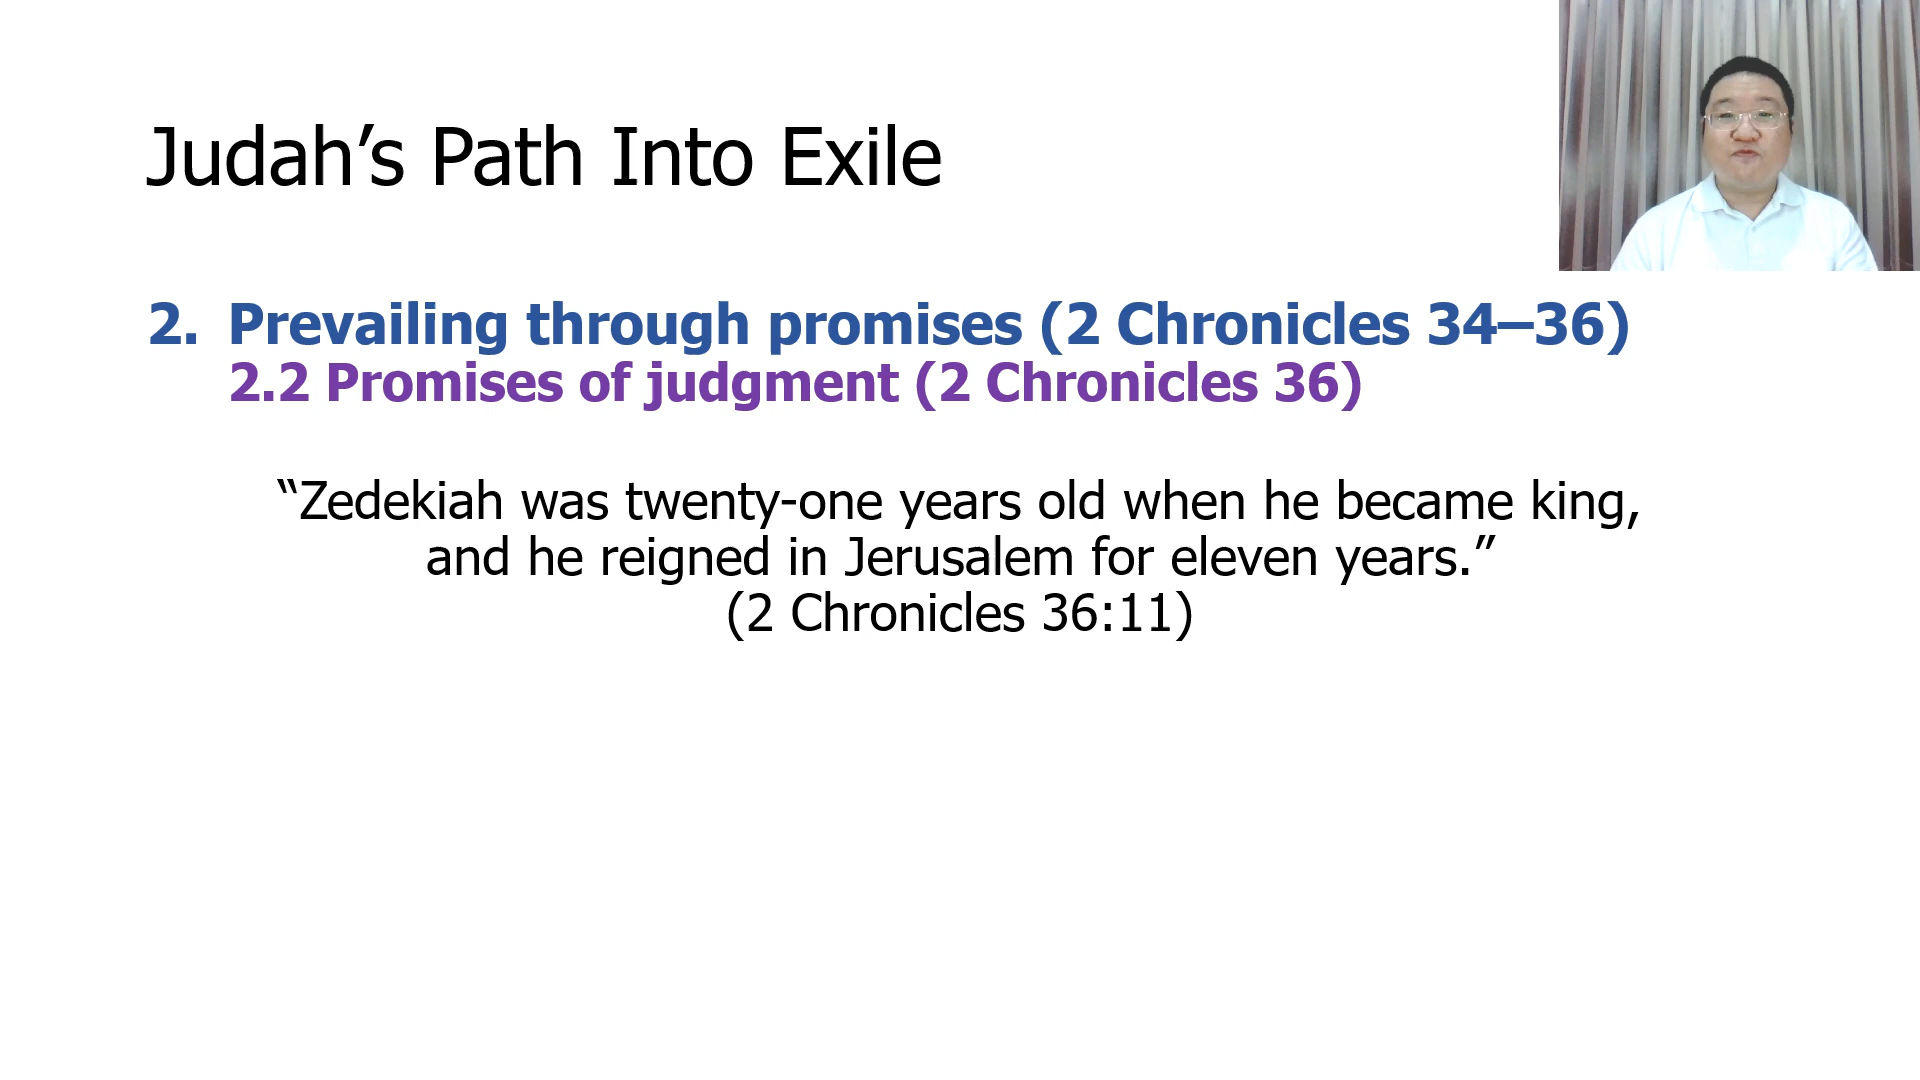 Judah’s Path Into Exile
2. Prevailing through promises (2 Chronicles 34–36)
2.2 Promises of judgment (2 Chronicles 36)
“Zedekiah was twenty-one years old when he became king,
and he reigned in Jerusalem for eleven years.”
(2 Chronicles 36:11)